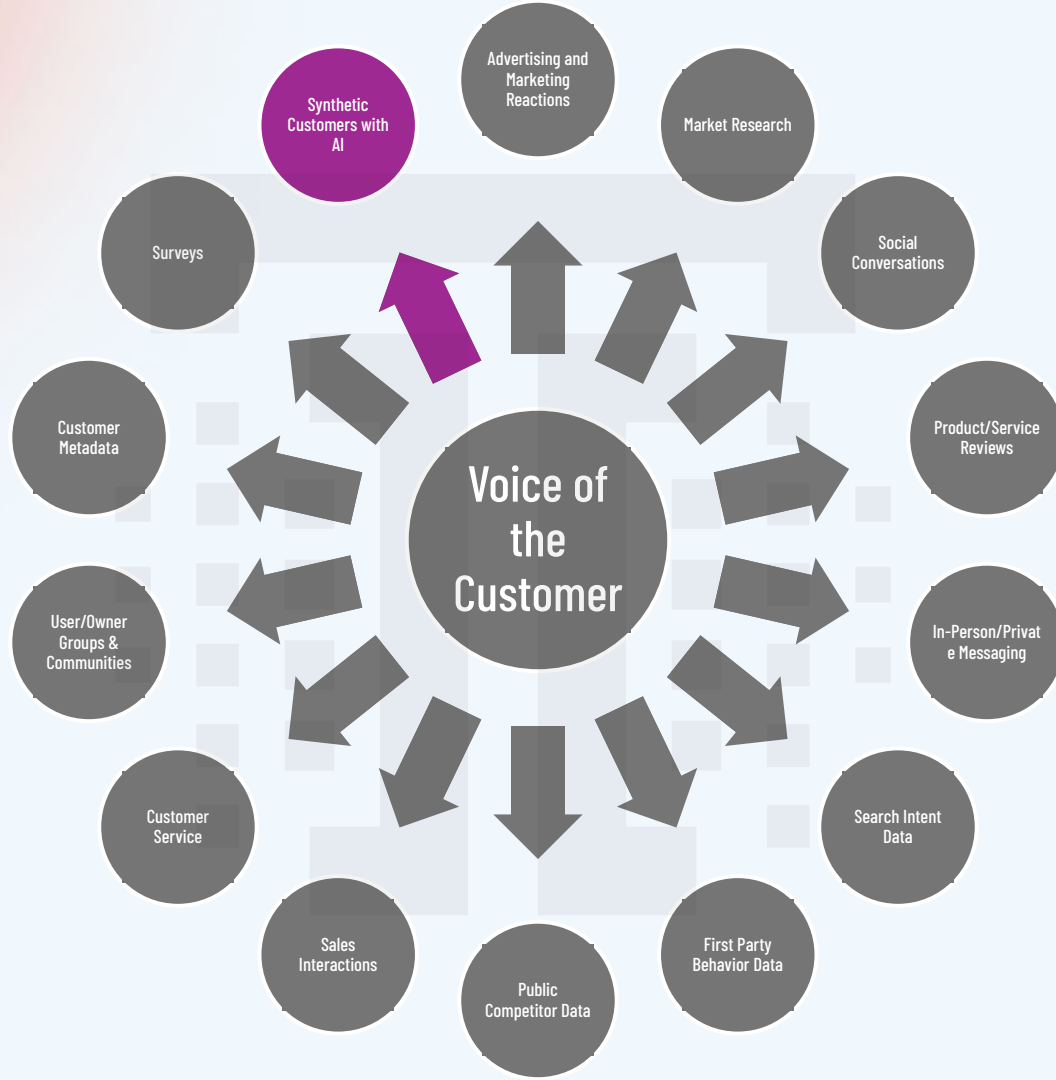 Advertising and
Marketing
Reactions
Market Research
Social
Conversations
Product/Service
Reviews
In-Person/Privat
e Messaging
Search Intent
Data
First Party
Behavior Data
Public
Competitor Data
Sales
Interactions
Customer
Service
User/Owner
Groups &
Communities
Customer
Metadata
Surveys
Synthetic
Customers with
AI
Voice of
the
Customer